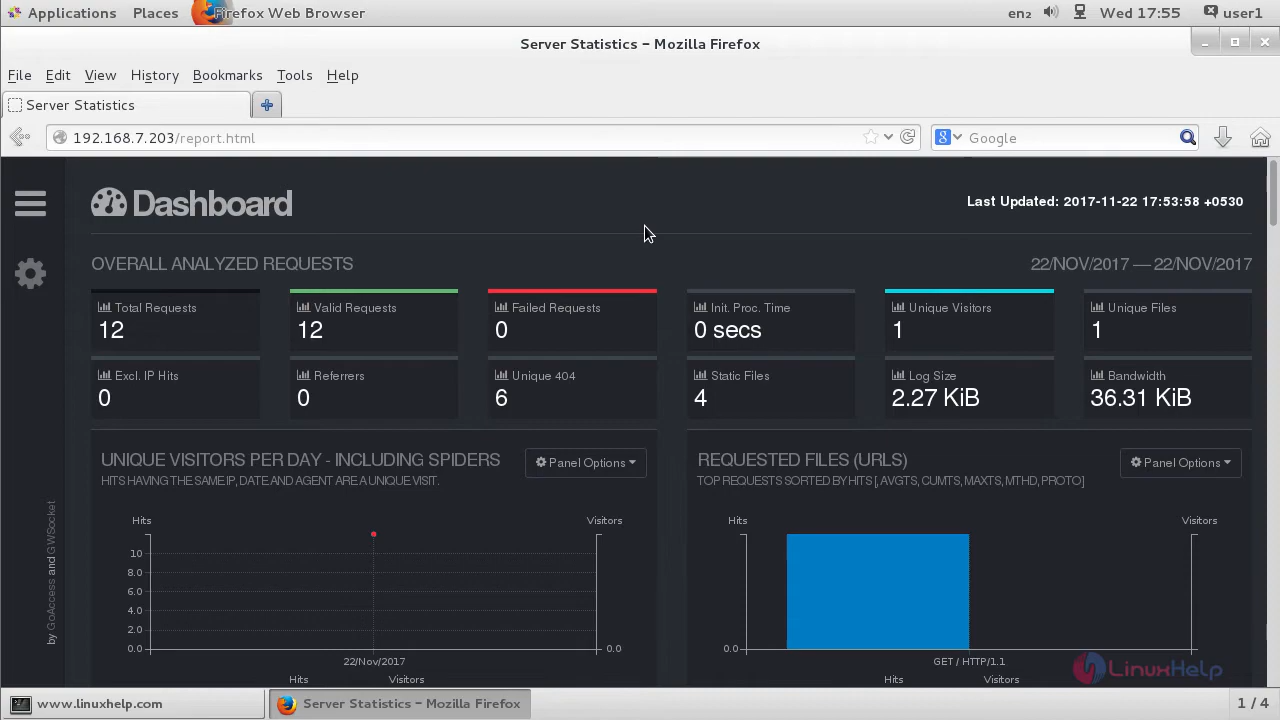 Applications Places Firefox Web Browser en₂ Wed 17:55 user1
Server Statistics - Mozilla Firefox
File Edit View History Bookmarks Tools Help
Server Statistics
192.168.7.203/report.html Google
Dashboard
Last Updated: 2017-11-22 17:53:58 +0530
OVERALL ANALYZED REQUESTS
22/NOV/2017 — 22/NOV/2017
Total Requests Valid Requests Failed Requests Init. Proc. Time Unique Visitors Unique Files
12 12 0 0 secs 1 1
Excl. IP Hits Referrers Unique 404 Static Files Log Size Bandwidth
0 0 6 4 2.27 KiB 36.31 KiB
UNIQUE VISITORS PER DAY - INCLUDING SPIDERS
Panel Options
HITS HAVING THE SAME IP, DATE AND AGENT ARE A UNIQUE VISIT.
Hits Visitors
10
8.0
6.0
4.0
2.0
0.0 0.0
22/Nov/2017
Hits Visitors
REQUESTED FILES (URLS)
Panel Options
TOP REQUESTS SORTED BY HITS [, AVGTS, CUMTS, MAXTS, MTHD, PROTO]
Hits Visitors
0.0
GET / HTTP/1.1
Hits Visitors
by GoAccess and GWSocket
LinuxHelp
www.linuxhelp.com Server Statistics - Mozilla Firefox 1 / 4